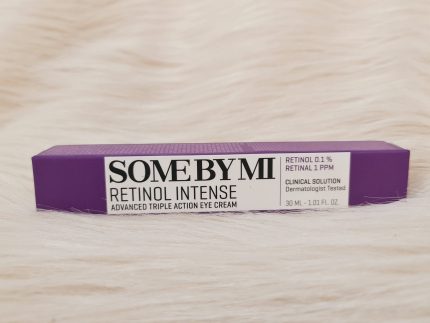 SOME BY MI
RETINOL INTENSE
ADVANCED TRIPLE ACTION EYE CREAM
RETINOL 0.1 %
RETINAL 1 PPM
CLINICAL SOLUTION
Dermatologist Tested
30 ML - 1.01 FL. OZ.